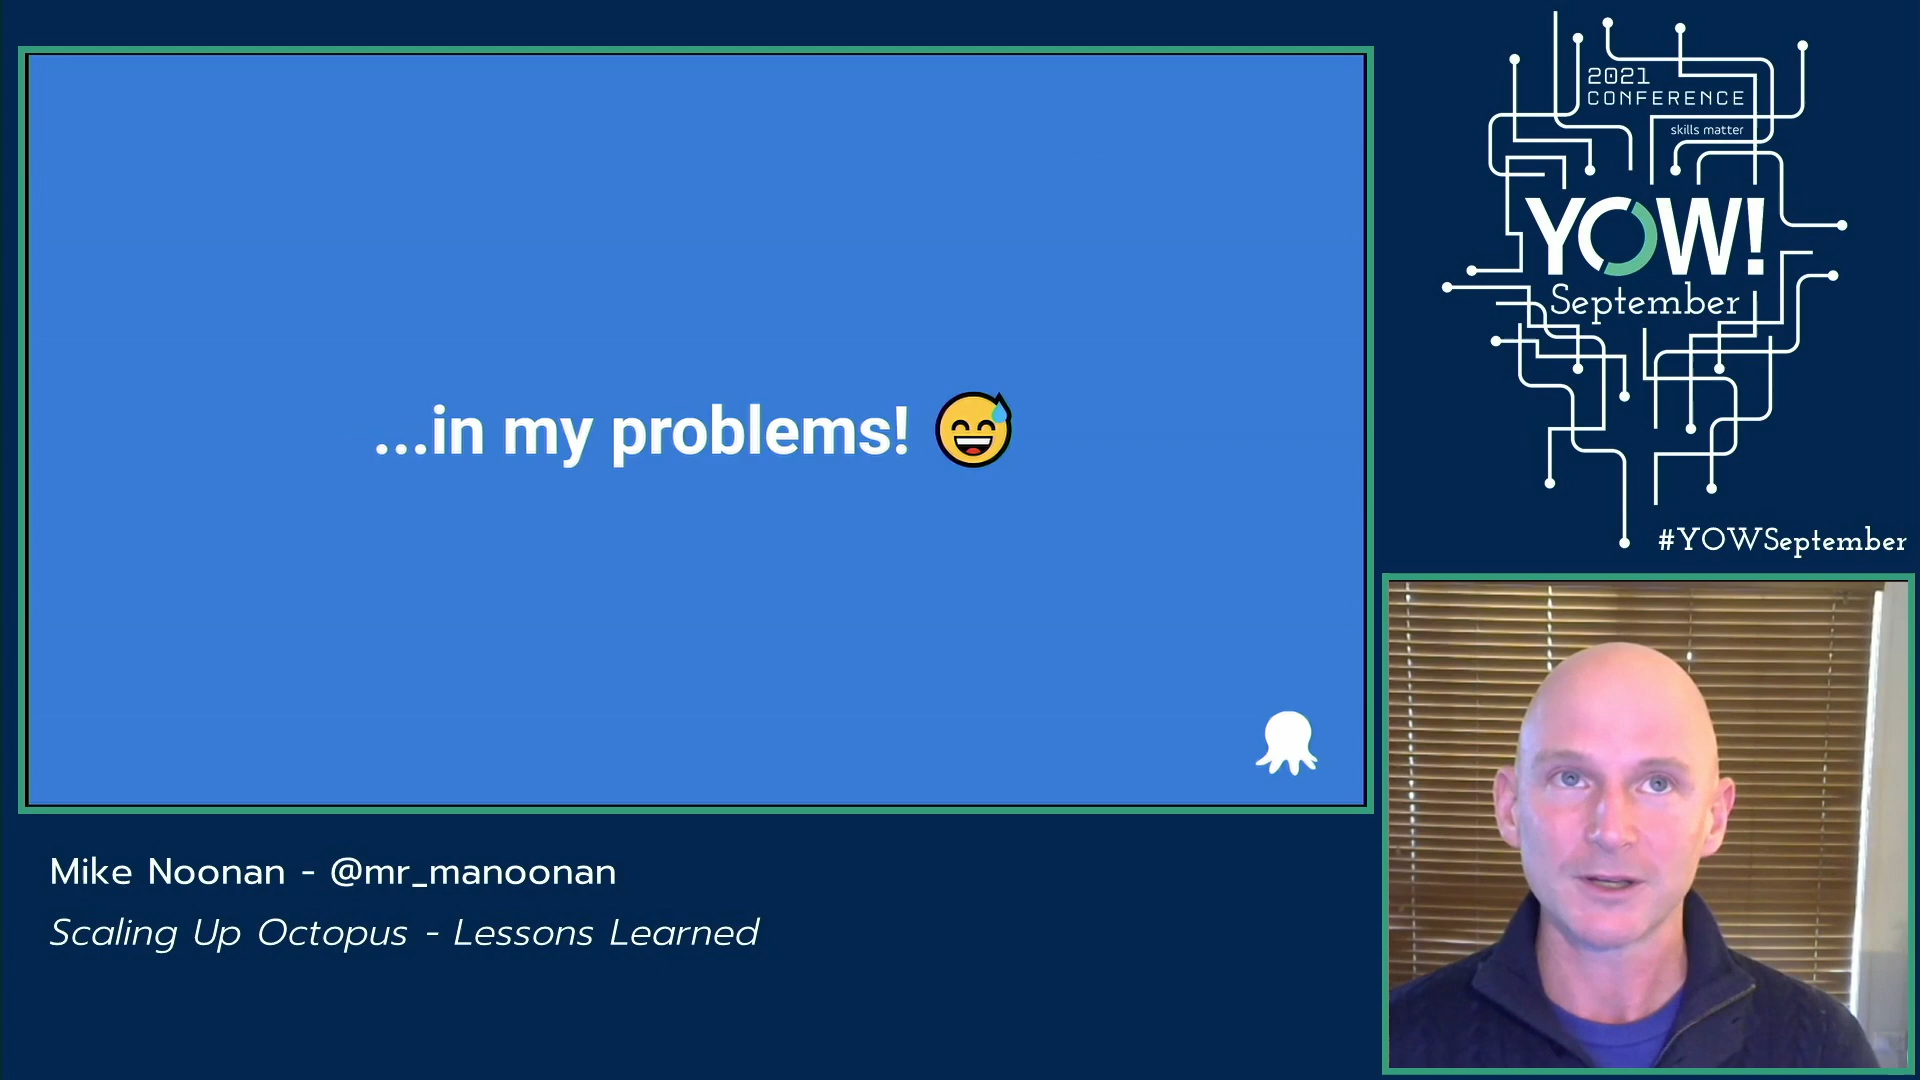 ...in my problems! 😅
2021
CONFERENCE
skills matter
YOW!
September
#YOWSeptember
Mike Noonan - @mr_manoonan
Scaling Up Octopus - Lessons Learned